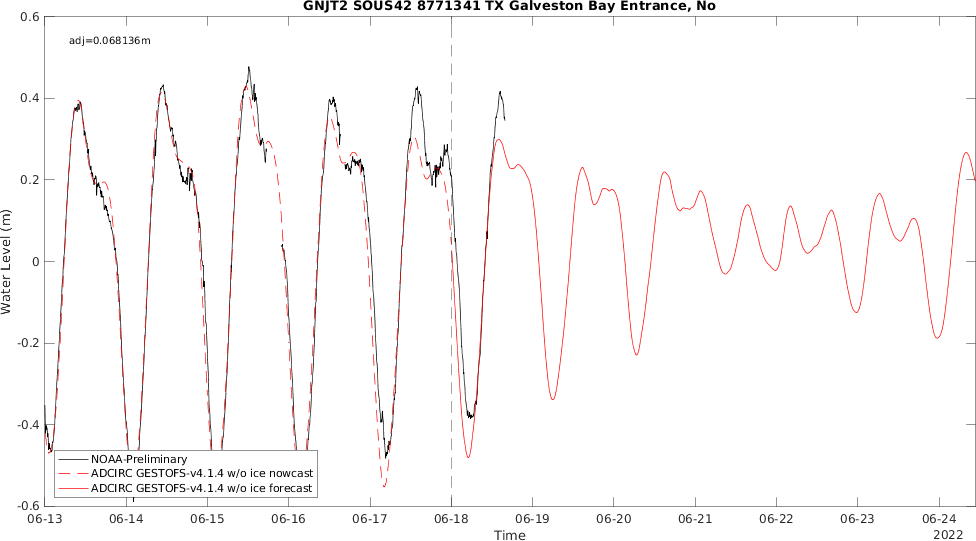 GNJT2 SOUS42 8771341 TX Galveston Bay Entrance, No
adj=0.068136m
Water Level (m)
0.6
0.4
0.2
0
-0.2
-0.4
-0.6
NOAA-Preliminary
ADCIRC GESTOFS-v4.1.4 w/o ice nowcast
ADCIRC GESTOFS-v4.1.4 w/o ice forecast
06-13 06-14 06-15 06-16 06-17 06-18 06-19 06-20 06-21 06-22 06-23 06-24
Time
2022